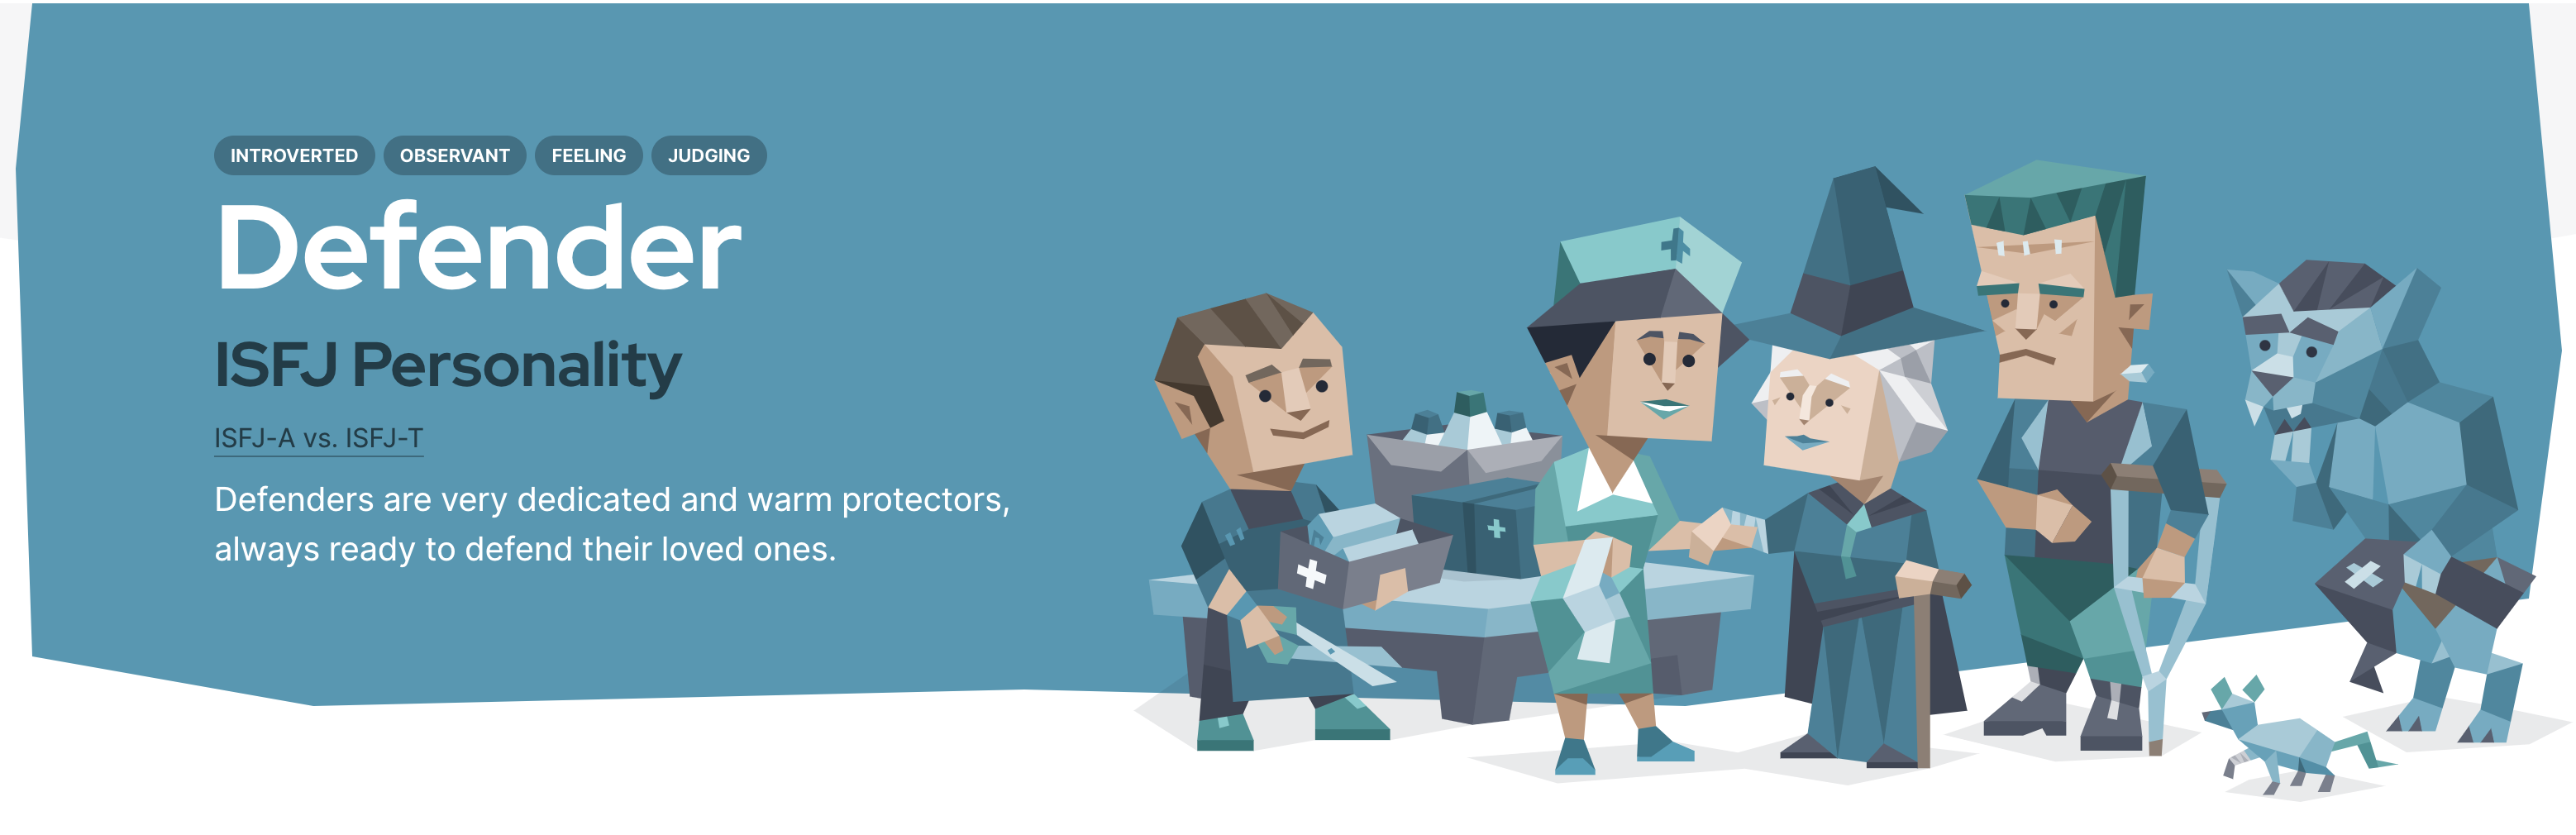 INTROVERTED OBSERVANT FEELING JUDGING
Defender
ISFJ Personality
ISFJ-A vs. ISFJ-T
Defenders are very dedicated and warm protectors,
always ready to defend their loved ones.